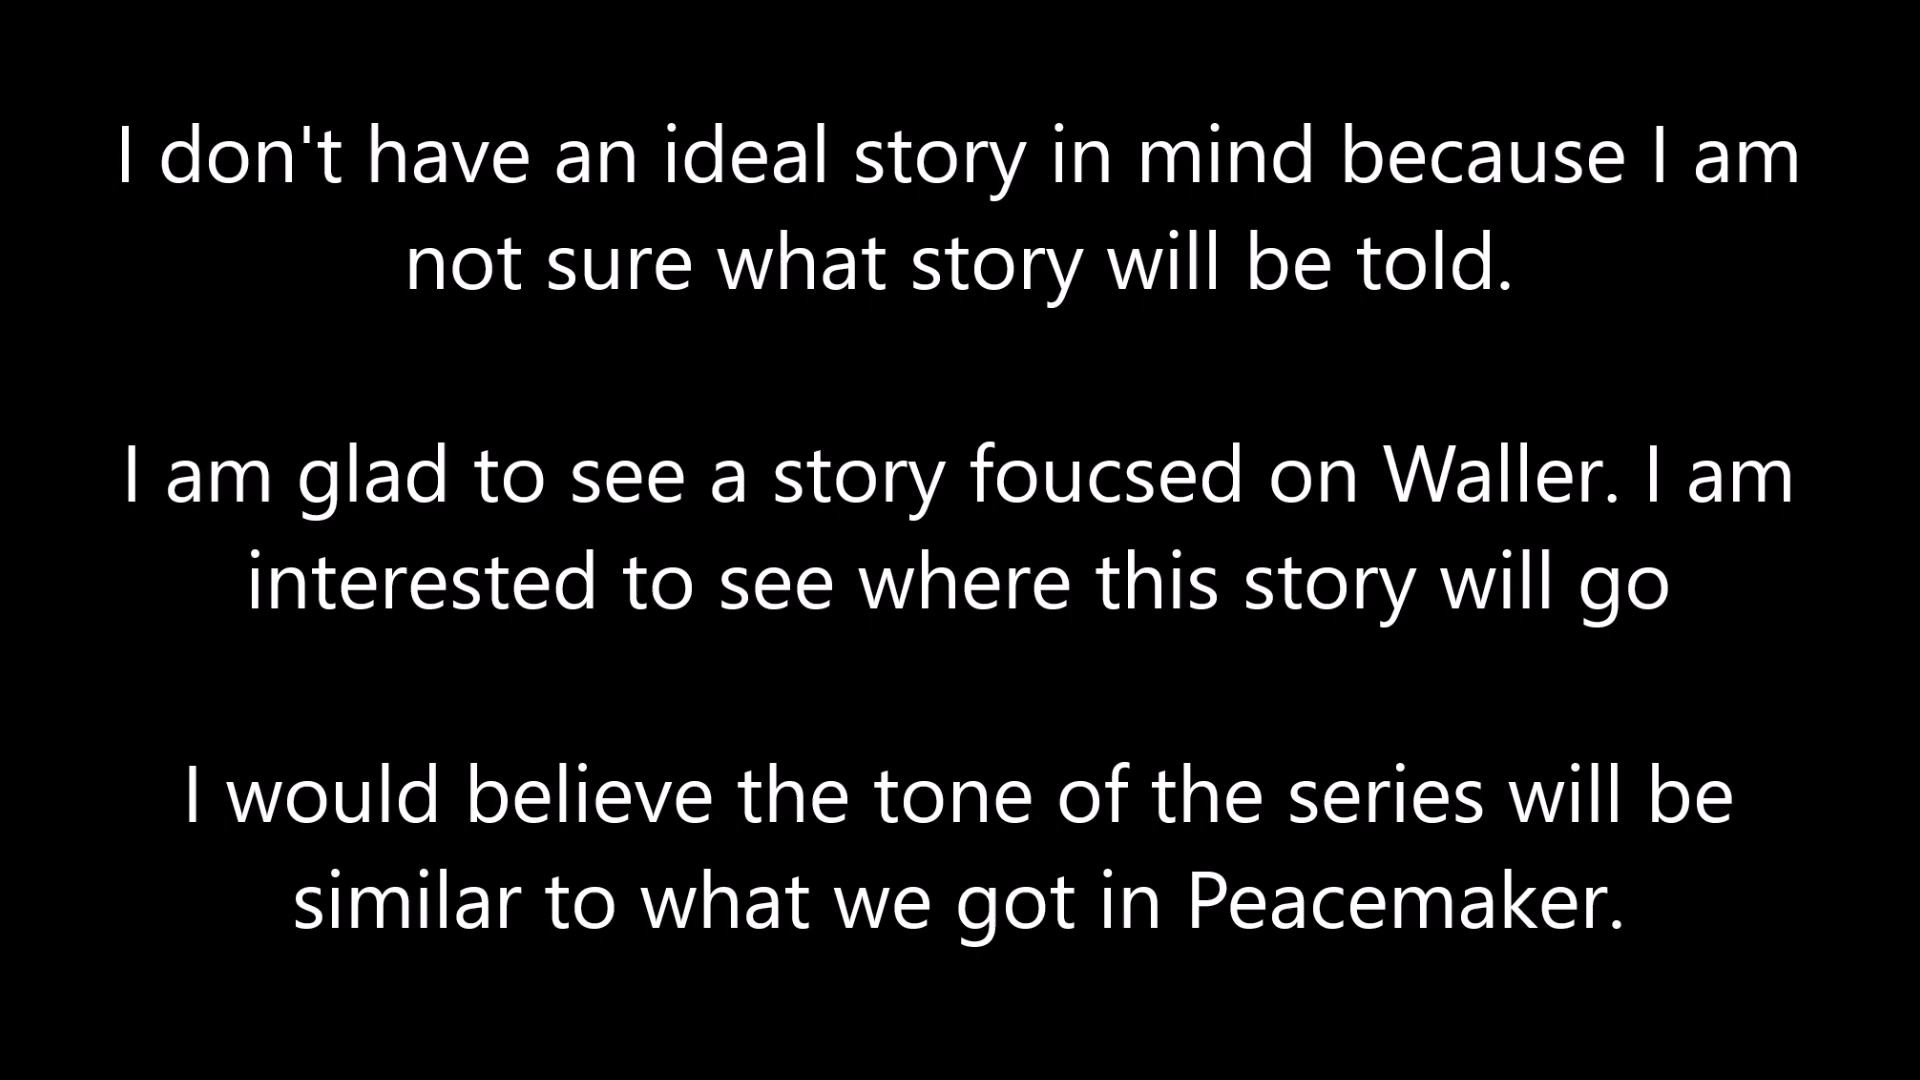 I don't have an ideal story in mind because I am
not sure what story will be told.
I am glad to see a story foucsed on Waller. I am
interested to see where this story will go
I would believe the tone of the series will be
similar to what we got in Peacemaker.